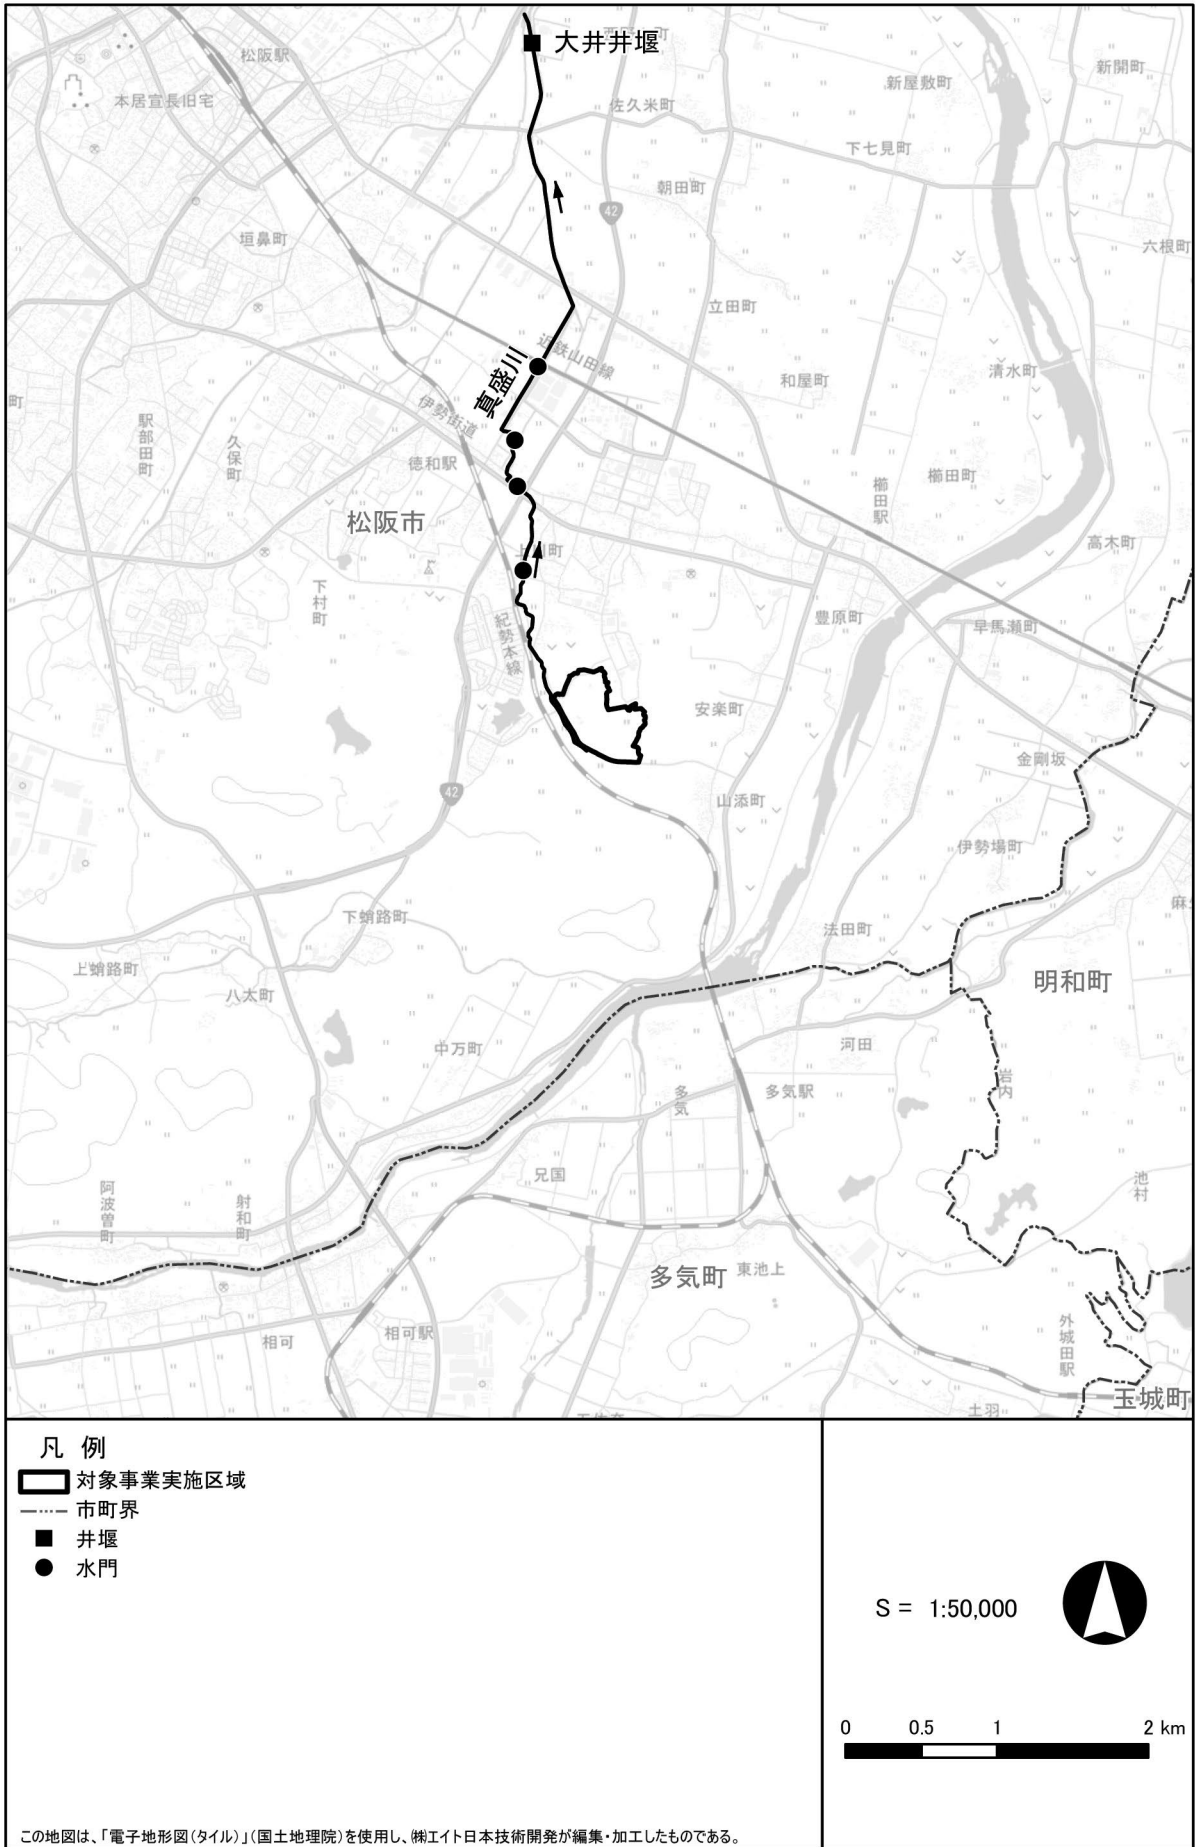 大井井堰
松阪駅
本居宣長旧宅
佐久米町
新屋敷町
新開町
下七見町
朝田町
42
垣鼻町
六根町
立田町
近鉄山田線
真盛川
和屋町
清水町
町
伊勢街道
駅部田町
久保町
徳和駅
櫛田町
櫛田駅
松阪市
高木町
下村町
豊原町
早馬瀬町
紀勢本線
安楽町
金剛坂
42
山添町
伊勢場町
下蛸路町
法田町
上蛸路町
八太町
明和町
中万町
河田
岩内
多気
多気駅
兄国
池村
阿波曽町
射和町
多気町
東池上
相可
相可駅
外城田駅
玉城町
土羽
凡 例
対象事業実施区域
市町界
井堰
水門
S = 1:50,000
0 0.5 1 2 km
この地図は、「電子地形図(タイル)」(国土地理院)を使用し、㈱エイト日本技術開発が編集・加工したものである。